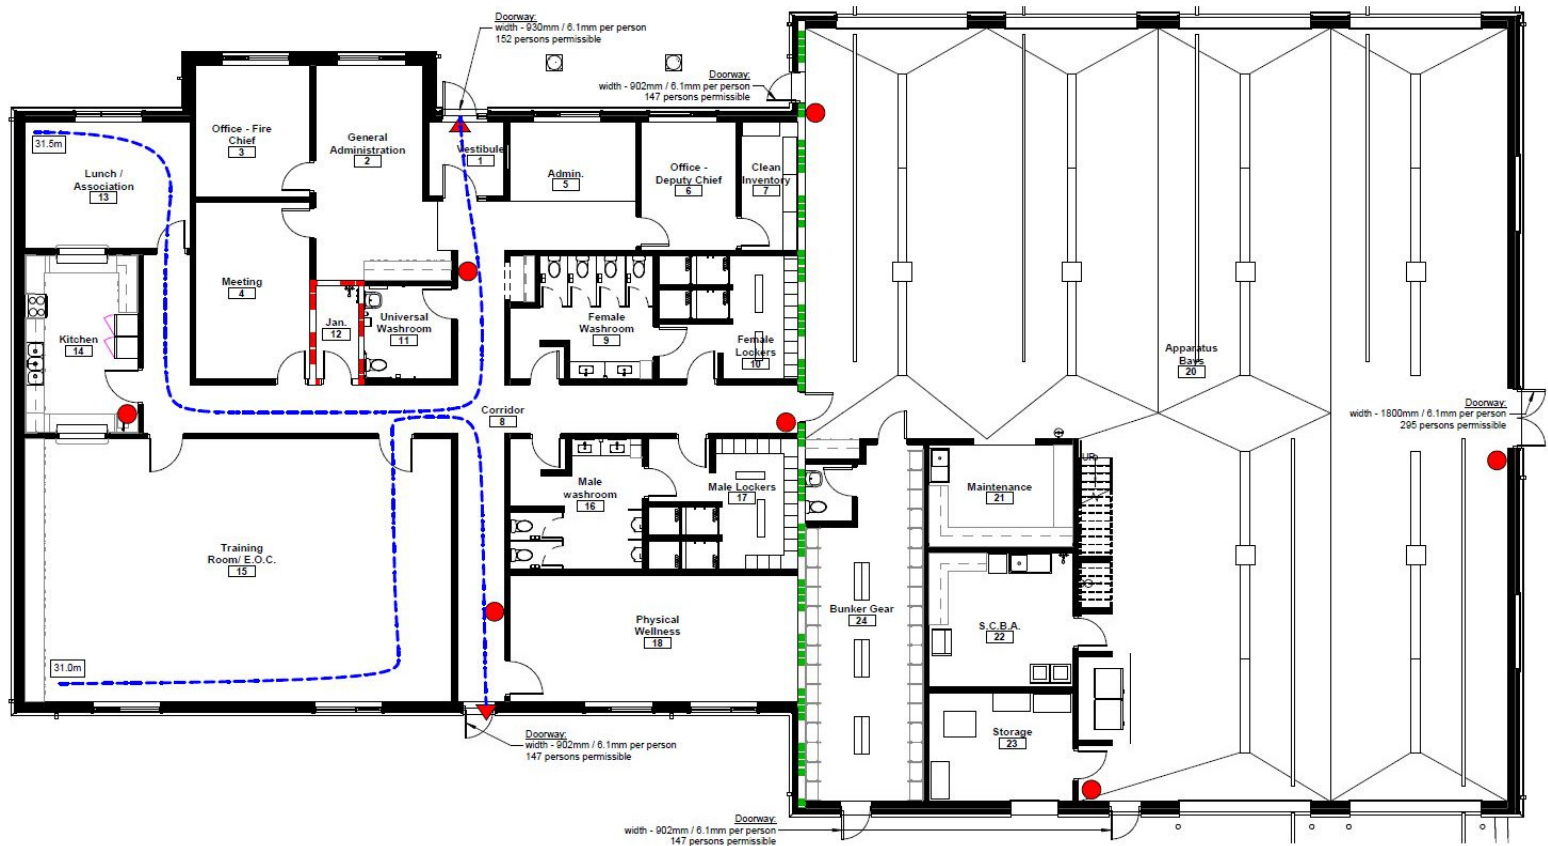 Doorway:
width - 930mm / 6.1mm per person
152 persons permissible
Doorway:
width - 902mm / 6.1mm per person
147 persons permissible
31.5m
Lunch /
Association
13
Office - Fire
Chief
3
General
Administration
2
Vestibule
1
Admin.
5
Office -
Deputy Chief
6
Clean
Inventory
7
Meeting
4
Kitchen
14
Jan.
12
Universal
Washroom
11
Female
Washroom
9
Female
Lockers
10
Apparatus
Bays
20
Corridor
8
Doorway:
width - 1800mm / 6.1mm per person
295 persons permissible
Male
washroom
16
Male Lockers
17
Maintenance
21
UP
Training
Room/ E.O.C.
15
Bunker Gear
24
S.C.B.A.
22
Physical
Wellness
18
31.0m
Storage
23
Doorway:
width - 902mm / 6.1mm per person
147 persons permissible
Doorway:
width - 902mm / 6.1mm per person
147 persons permissible